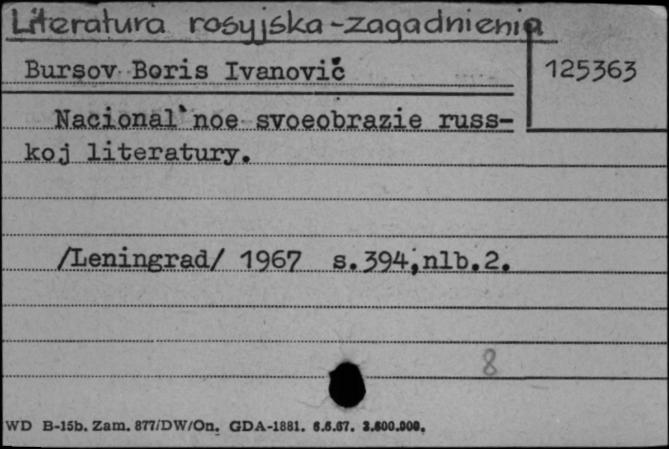 Literatura rosyjska-zagadnienia
Bursov Boris Ivanovič
125363
Nacional'noe svoeobrazie russ-
koj literatury.
/Leningrad/ 1967 s.394,nlb.2.
8
WD B-15b. Zam. 877/DW/On. GDA-1881. 6.6.67. 3.600.000.